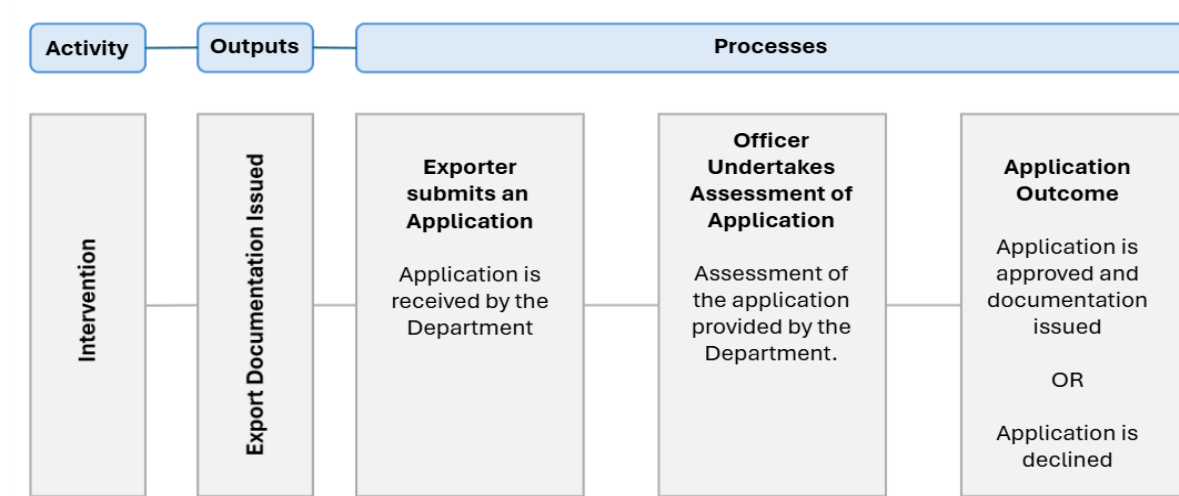 Activity
Outputs
Processes
Intervention
Export Documentation Issued
Exporter
submits an
Application
Application is
received by the
Department
Officer
Undertakes
Assessment of
Application
Assessment of
the application
provided by the
Department.
Application
Outcome
Application is
approved and
documentation
issued
OR
Application is
declined